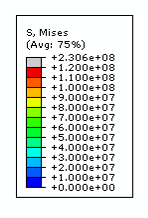 S, Mises
(Avg: 75%)
+2.306e+08
+1.200e+08
+1.100e+08
+1.000e+08
+9.000e+07
+8.000e+07
+7.000e+07
+6.000e+07
+5.000e+07
+4.000e+07
+3.000e+07
+2.000e+07
+1.000e+07
+0.000e+00